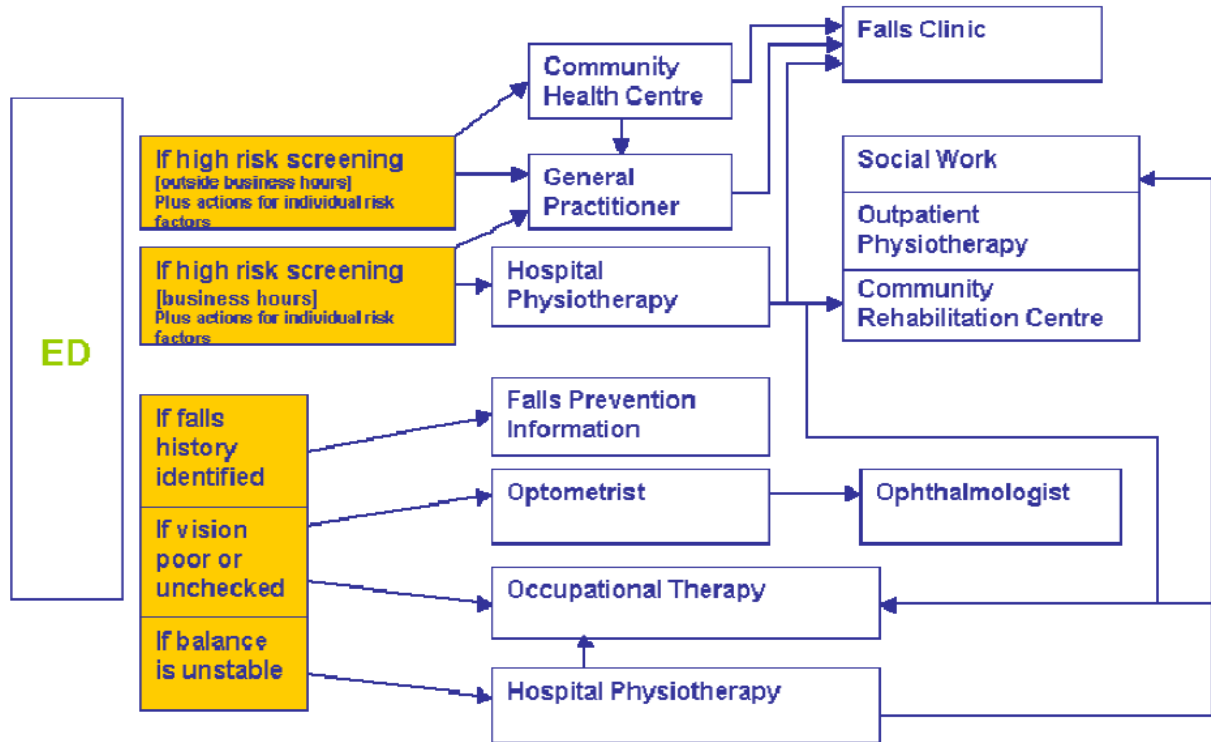 ED
If high risk screening
[outside business hours]
Plus actions for individual risk
factors
If high risk screening
[business hours]
Plus actions for individual risk
factors
If falls
history
identified
If vision
poor or
unchecked
If balance
is unstable
Community
Health Centre
General
Practitioner
Hospital
Physiotherapy
Falls Prevention
Information
Optometrist
Occupational Therapy
Hospital Physiotherapy
Falls Clinic
Social Work
Outpatient
Physiotherapy
Community
Rehabilitation Centre
Ophthalmologist